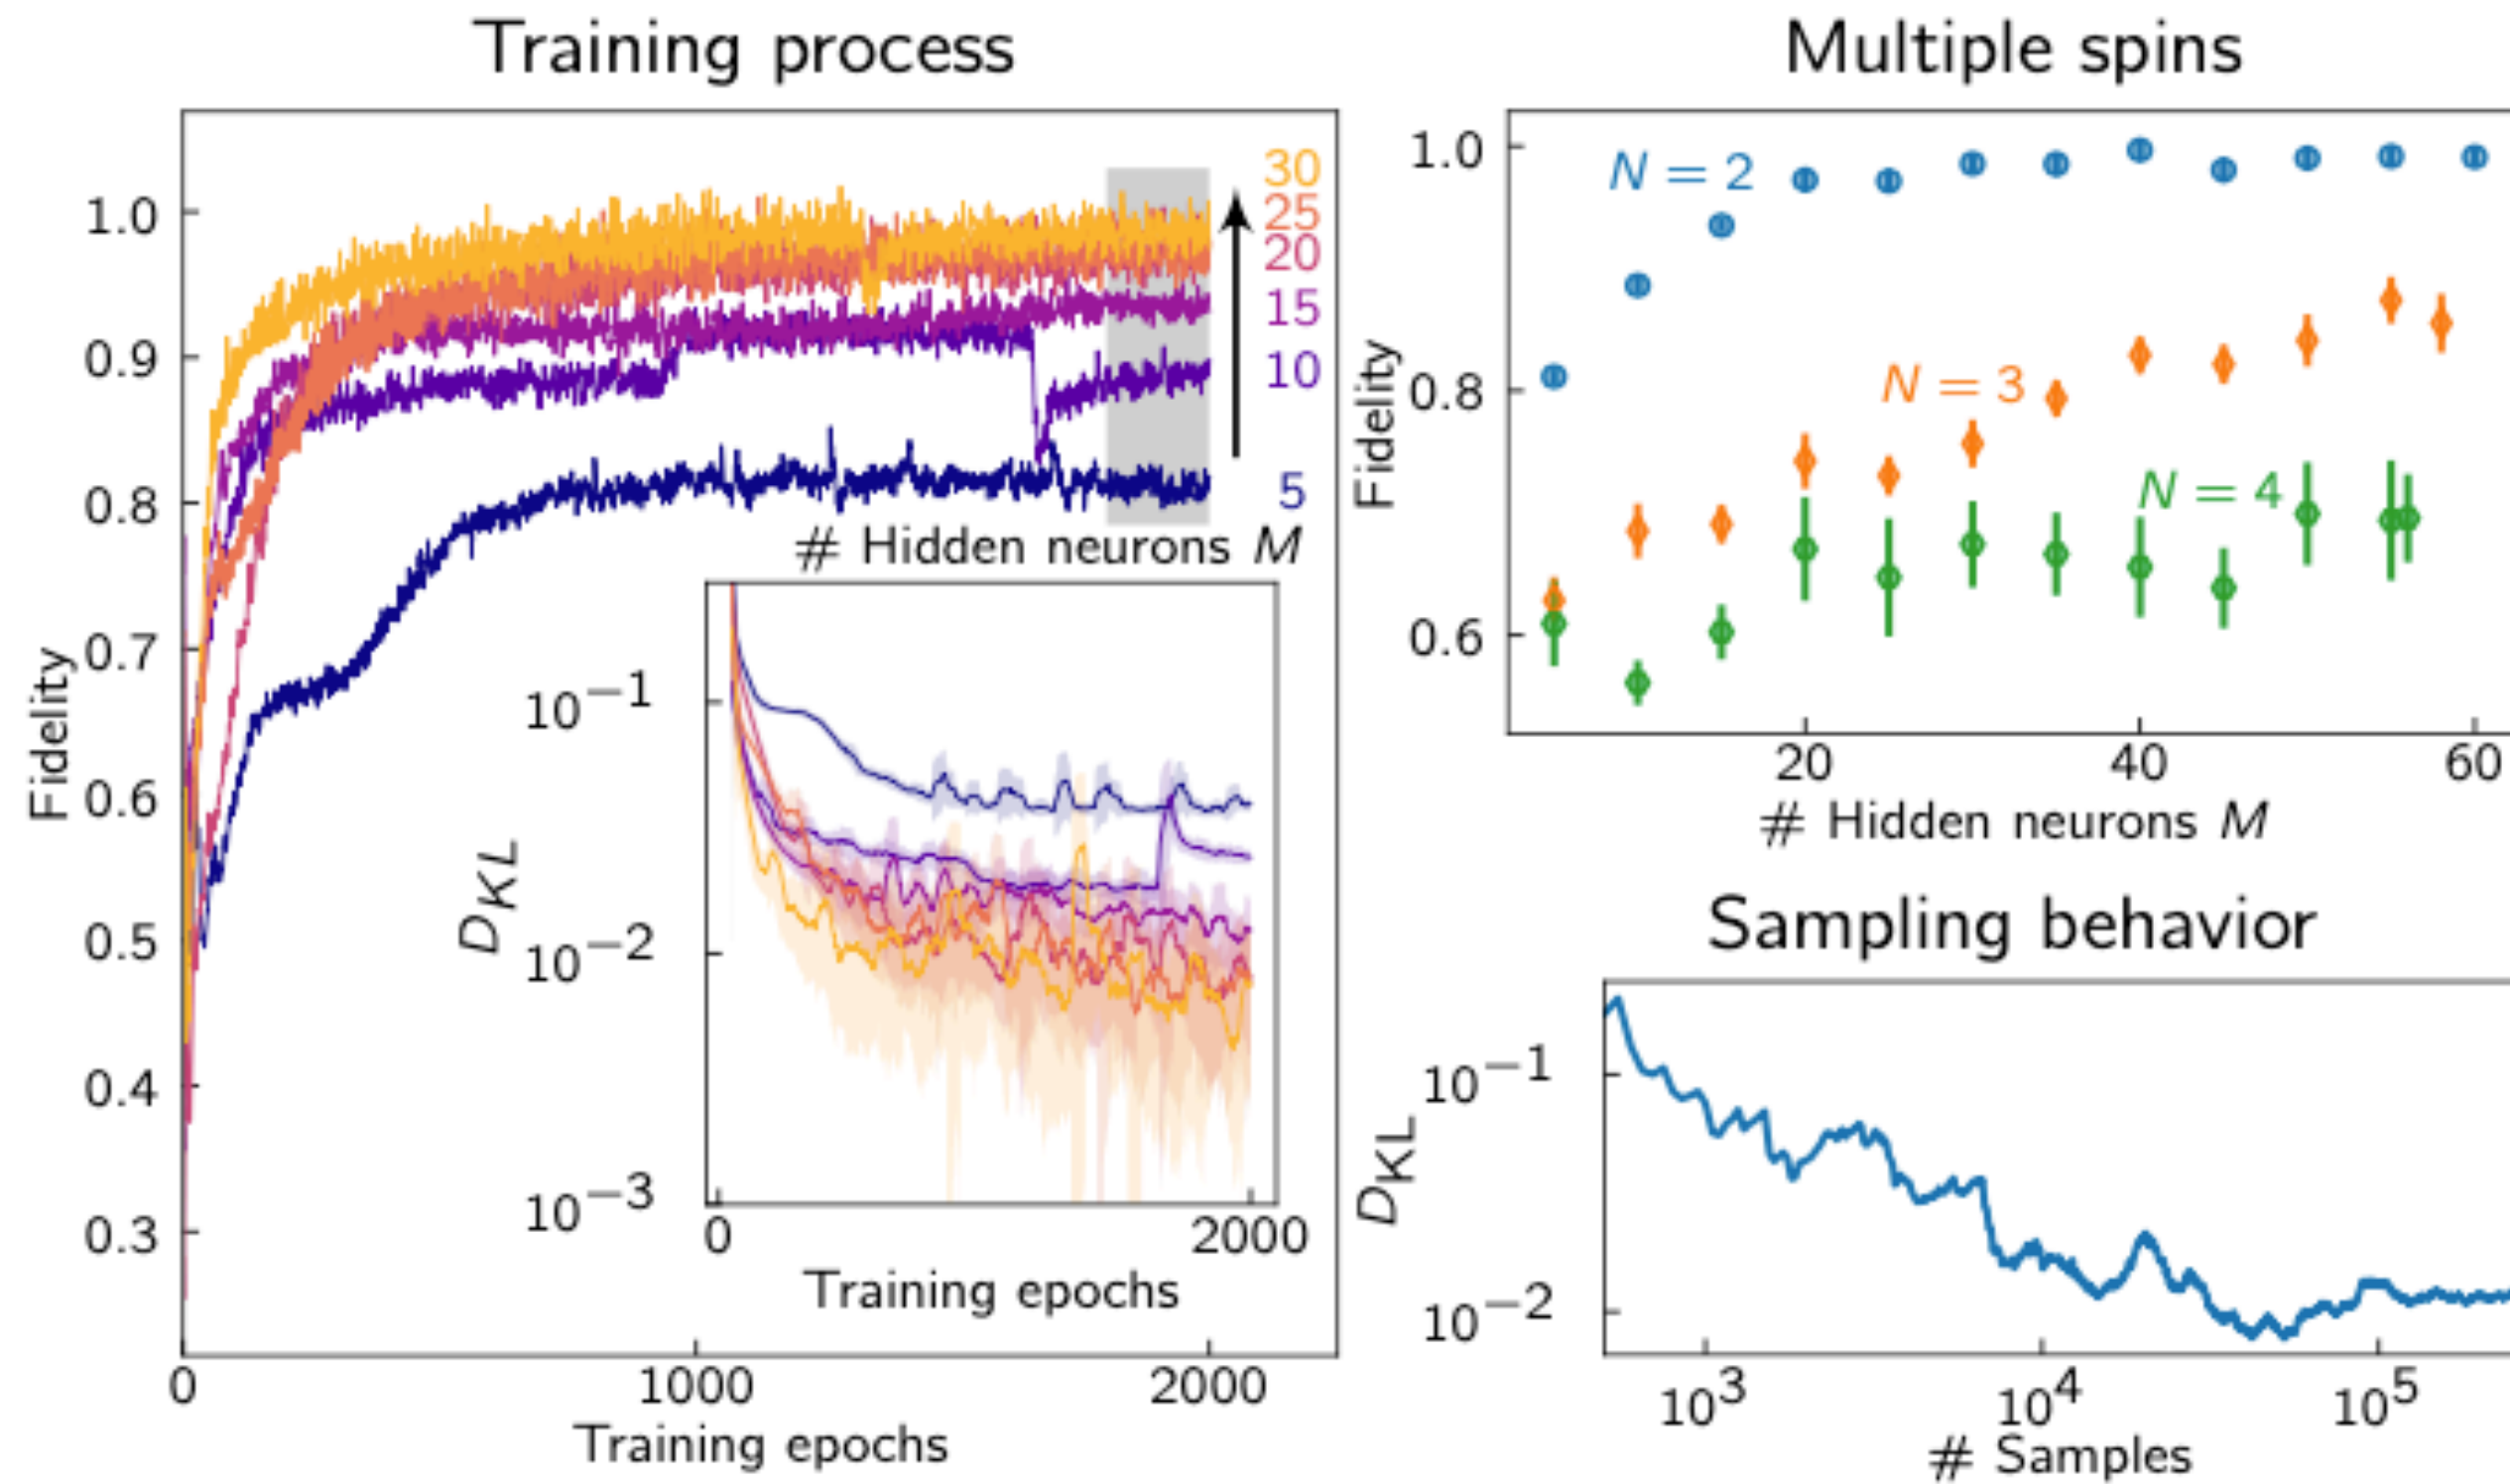 Training process
Fidelity
1.0
0.9
0.8
0.7
0.6
0.5
0.4
0.3
30
25
20
15
10
5
# Hidden neurons M
D_KL
10^−1
10^−2
10^−3
0
2000
Training epochs
0
1000
2000
Training epochs
Multiple spins
Fidelity
1.0
0.8
0.6
N = 2
N = 3
N = 4
20
40
60
# Hidden neurons M
Sampling behavior
D_KL
10^−1
10^−2
10^3
10^4
10^5
# Samples